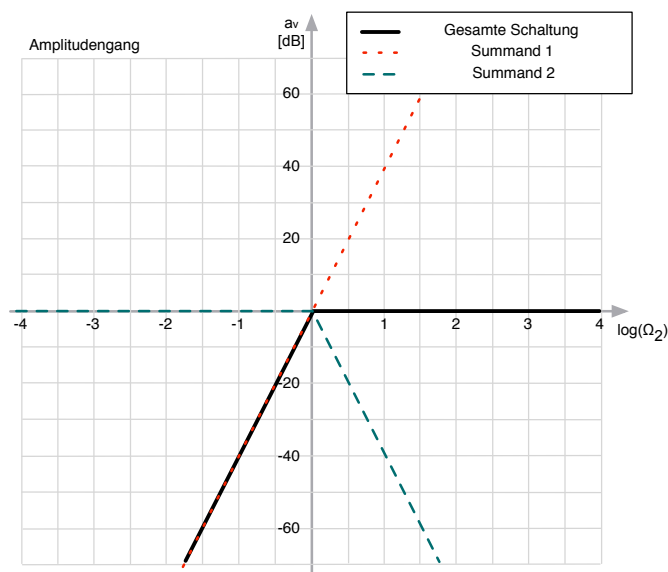 Amplitudengang
av
[dB]
Gesamte Schaltung
Summand 1
Summand 2
60
40
20
-4 -3 -2 -1 0 1 2 3 4
log(Ω2)
-20
-40
-60